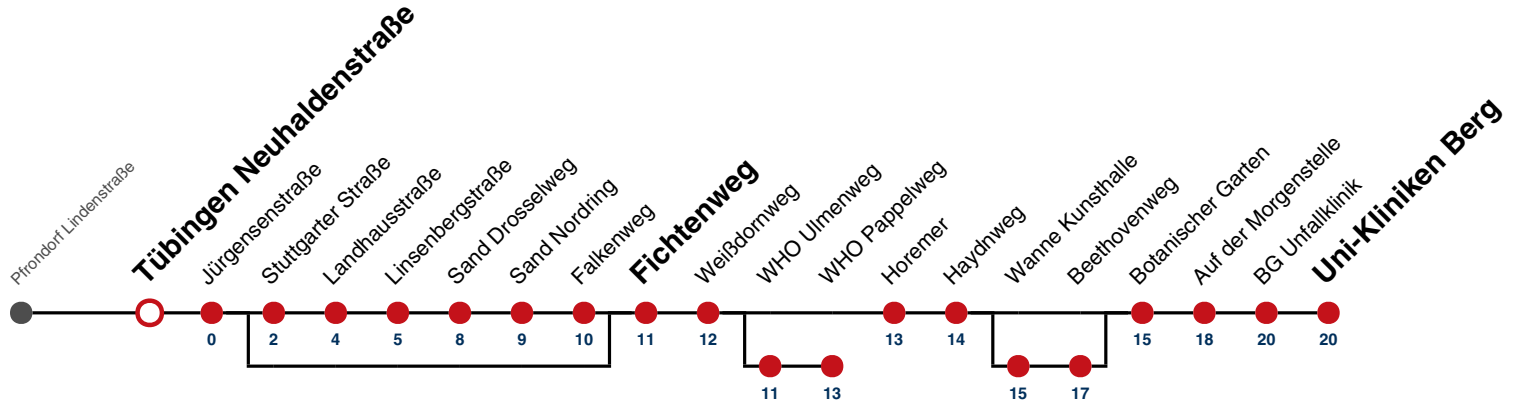 Pfrondorf Lindenstraße
Tübingen Neuhaldenstraße
Jürgensenstraße
Stuttgarter Straße
Landhausstraße
Linsenbergstraße
Sand Drosselweg
Sand Nordring
Falkenweg
Fichtenweg
Weißdornweg
WHO Ulmenweg
WHO Pappelweg
Horemer
Haydnweg
Wanne Kunsthalle
Beethovenweg
Botanischer Garten
Auf der Morgenstelle
BG Unfallklinik
Uni-Kliniken Berg
0 2 4 5 8 9 10 11 12 13 14 15 18 20 20
11 13 15 17